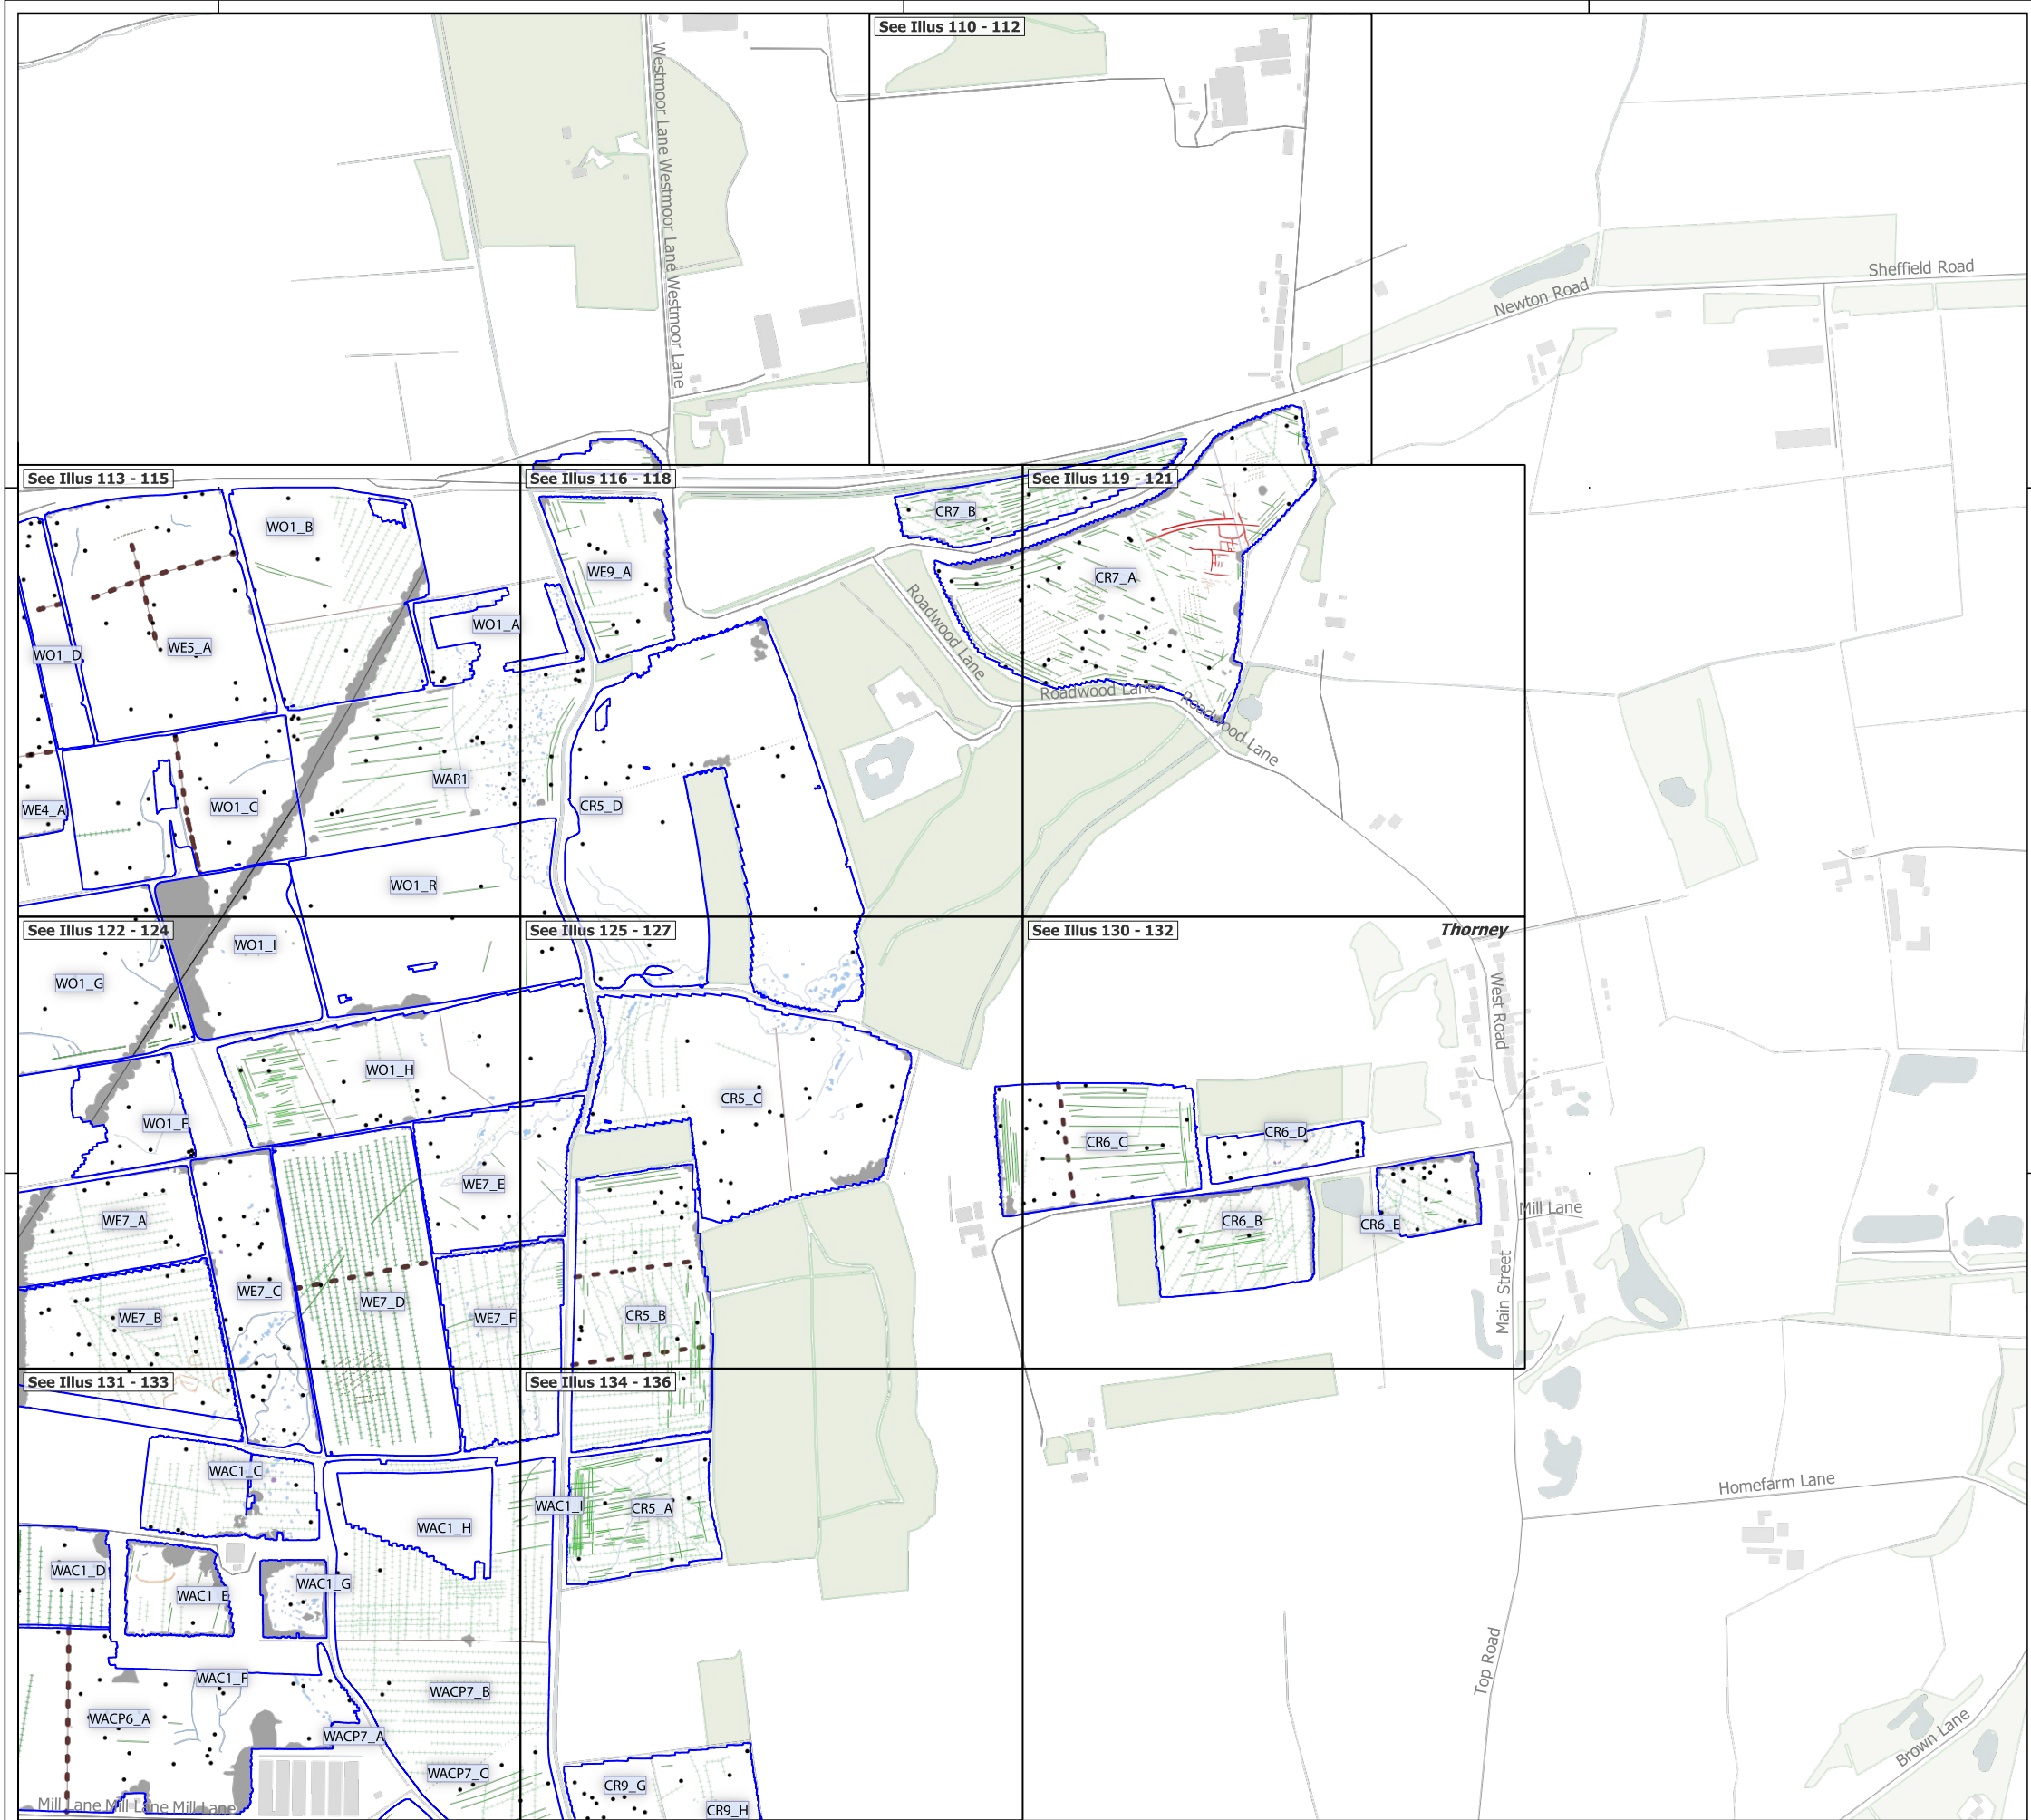 See Illus 110 - 112
Westmoor Lane Westmoor Lane Westmoor Lane Westmoor Lane
Sheffield Road
Newton Road
See Illus 113 - 115
See Illus 116 - 118
See Illus 119 - 121
WO1_B
CR7_B
WE9_A
CR7_A
Roadwood Lane
WO1_A
WE5_A
WO1_D
Roadwood Lane
Roadwood Lane
WAR1
WE4_A
WO1_C
CR5_D
WO1_R
See Illus 122 - 124
See Illus 125 - 127
See Illus 130 - 132
Thorney
WO1_I
WO1_G
West Road
WO1_H
CR5_C
WO1_E
CR6_C
CR6_D
WE7_E
WE7_A
CR6_B
CR6_E
Mill Lane
WE7_C
WE7_D
WE7_B
WE7_F
CR5_B
Main Street
See Illus 131 - 133
See Illus 134 - 136
WAC1_C
Homefarm Lane
WAC1_I
CR5_A
WAC1_H
WAC1_D
WAC1_G
WAC1_E
WAC1_F
Top Road
WACP7_B
WACP6_A
WACP7_A
Brown Lane
WACP7_C
CR9_G
Mill Lane Mill Lane Mill Lane
CR9_H